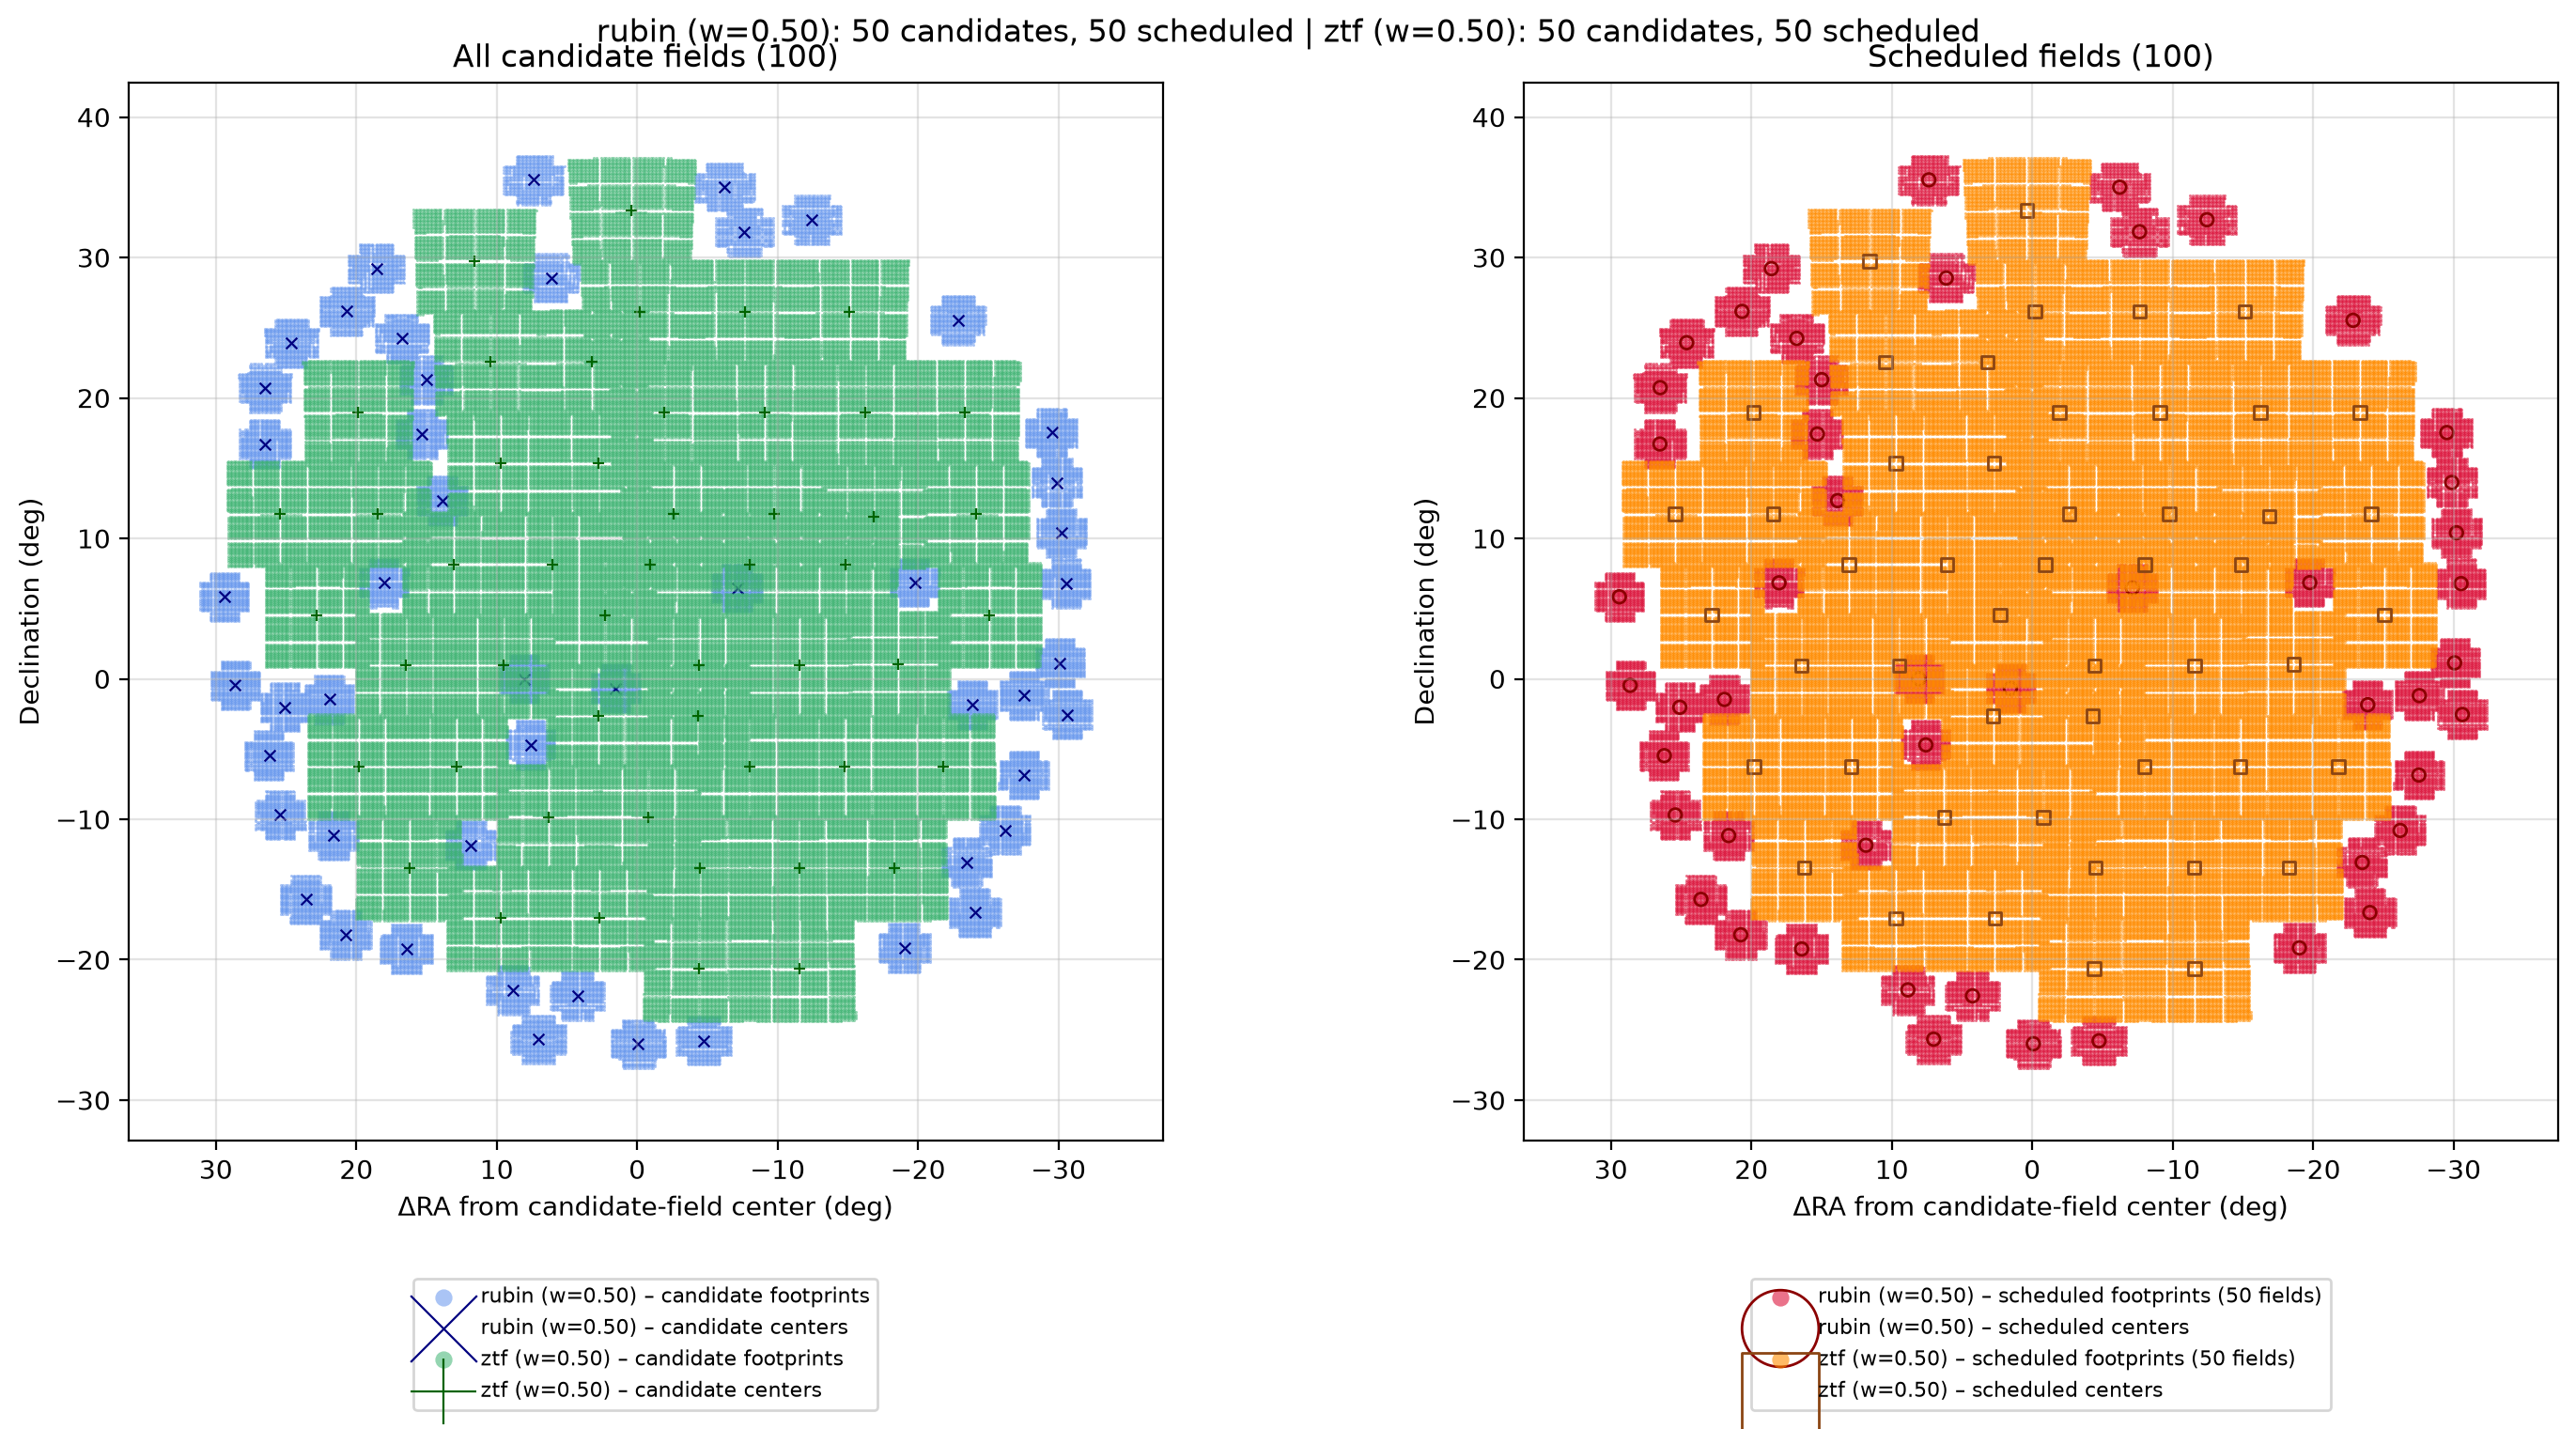 rubin (w=0.50): 50 candidates, 50 scheduled | ztf (w=0.50): 50 candidates, 50 scheduled
All candidate fields (100)
40
30
20
10
0
−10
−20
−30
Declination (deg)
30 20 10 0 −10 −20 −30
ΔRA from candidate-field center (deg)
rubin (w=0.50) – candidate footprints
rubin (w=0.50) – candidate centers
ztf (w=0.50) – candidate footprints
ztf (w=0.50) – candidate centers
Scheduled fields (100)
40
30
20
10
0
−10
−20
−30
Declination (deg)
30 20 10 0 −10 −20 −30
ΔRA from candidate-field center (deg)
rubin (w=0.50) – scheduled footprints (50 fields)
rubin (w=0.50) – scheduled centers
ztf (w=0.50) – scheduled footprints (50 fields)
ztf (w=0.50) – scheduled centers